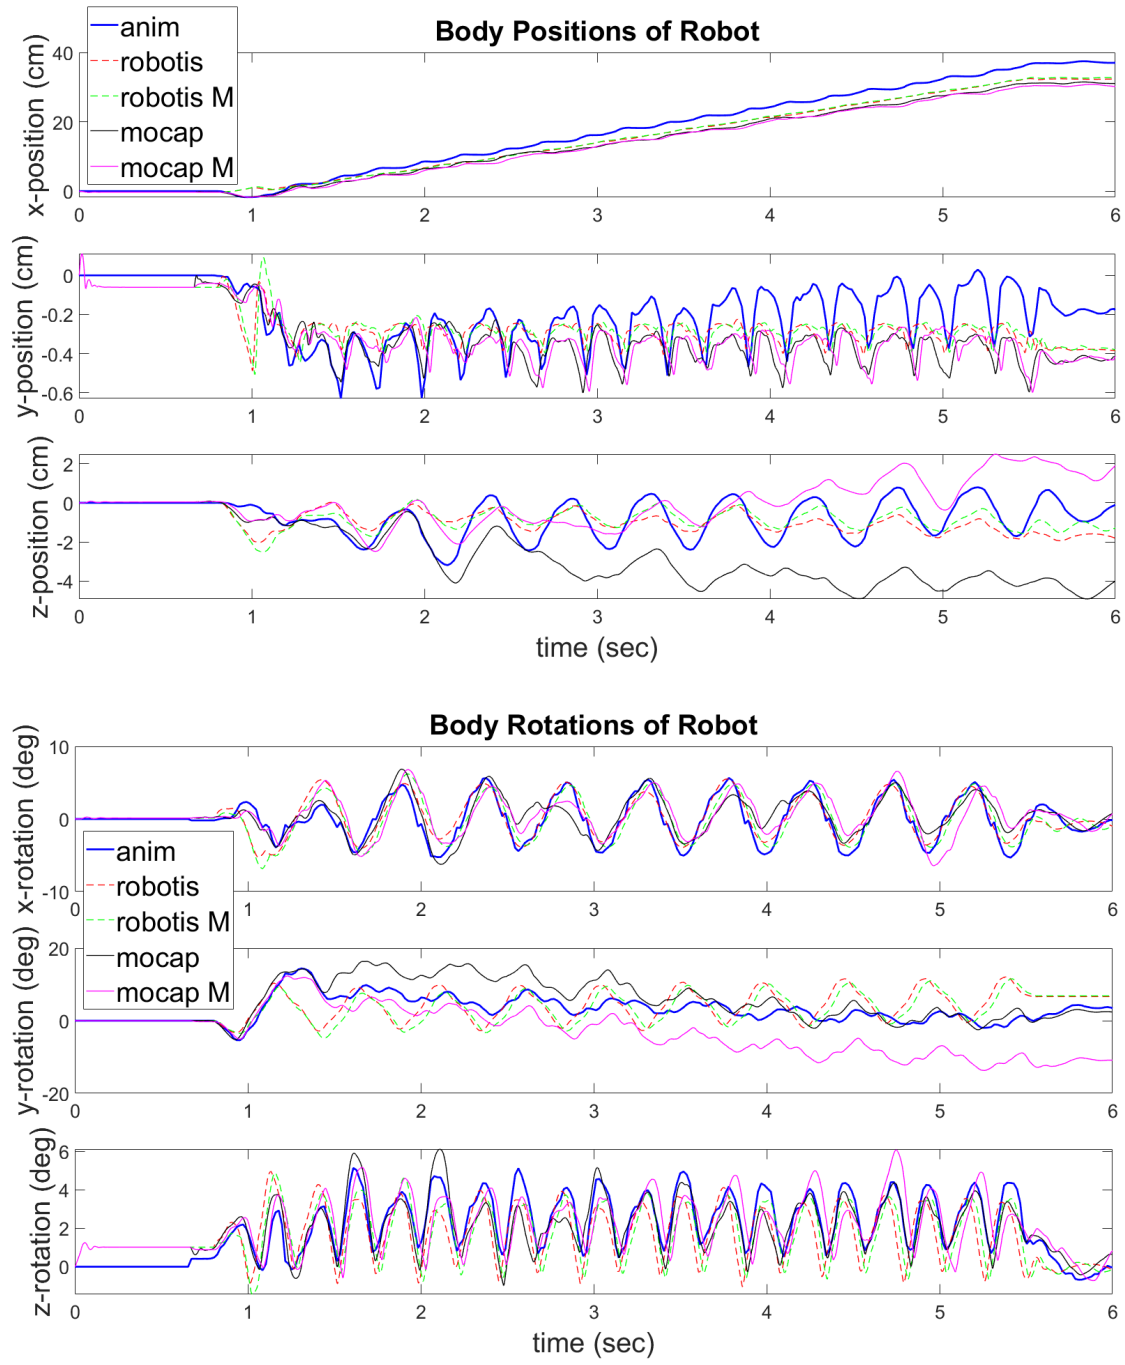 Body Positions of Robot
anim
robotis
robotis M
mocap
mocap M
x-position (cm)
40
20
0
0 1 2 3 4 5 6
y-position (cm)
0
-0.2
-0.4
-0.6
0 1 2 3 4 5 6
z-position (cm)
2
0
-2
-4
0 1 2 3 4 5 6
time (sec)
Body Rotations of Robot
x-rotation (deg)
10
0
-10
0 1 2 3 4 5 6
anim
robotis
robotis M
mocap
mocap M
y-rotation (deg)
20
0
-20
0 1 2 3 4 5 6
z-rotation (deg)
6
4
2
0
0 1 2 3 4 5 6
time (sec)